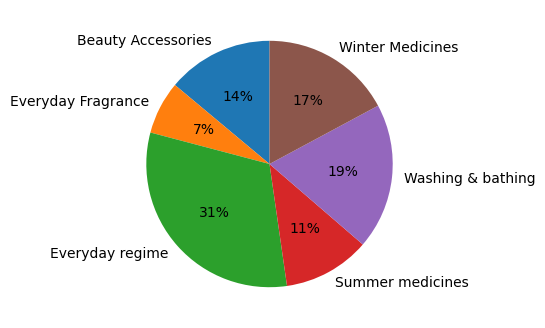 Beauty Accessories
Winter Medicines
14%
17%
Everyday Fragrance
7%
19%
Washing & bathing
31%
11%
Everyday regime
Summer medicines